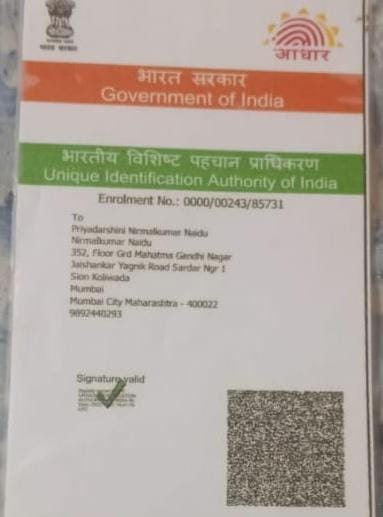 भारत सरकार
आधार
भारत सरकार
Government of India
भारतीय विशिष्ट पहचान प्राधिकरण
Unique Identification Authority of India
Enrolment No.: 0000/00243/85731
To
Priyadarshini Nirmalkumar Naidu
Nirmalkumar Naidu
352, Floor Grd Mahatma Gandhi Nagar
Jaishankar Yagnik Road Sardar Ngr 1
Sion Koliwada
Mumbai
Mumbai City Maharashtra - 400022
9892440293
Signature valid